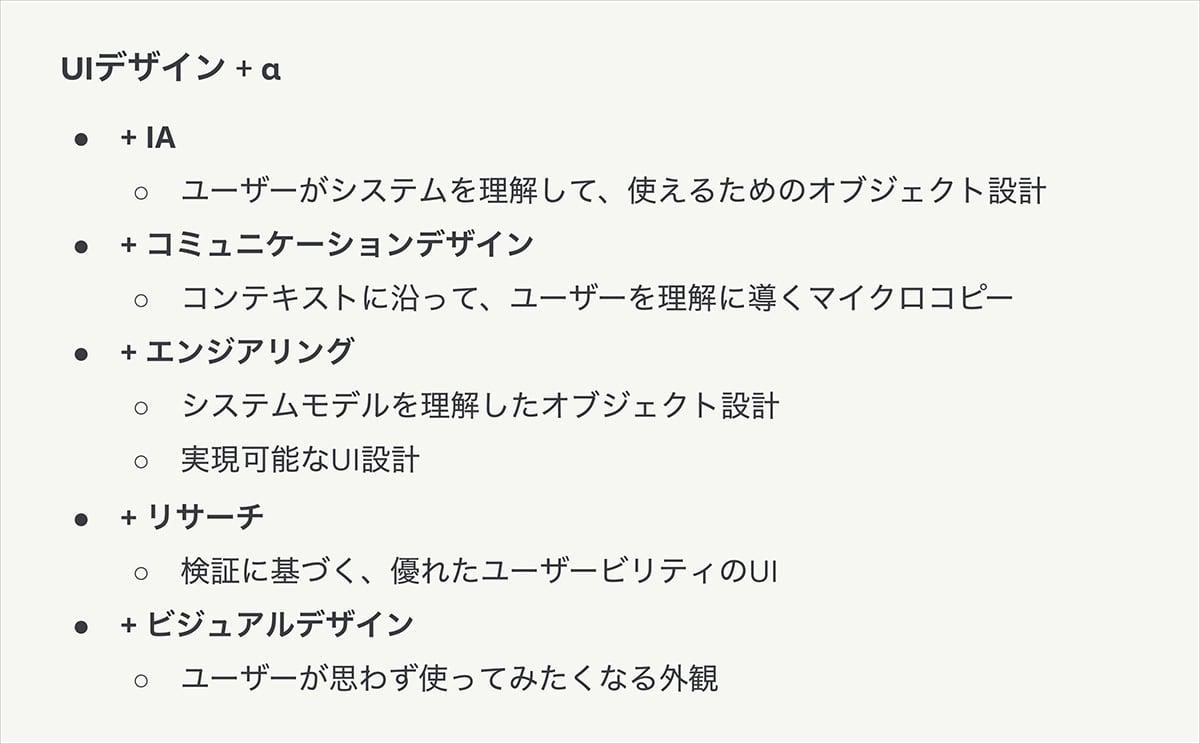 UIデザイン + α
● + IA
○ ユーザーがシステムを理解して、使えるためのオブジェクト設計
● + コミュニケーションデザイン
○ コンテキストに沿って、ユーザーを理解に導くマイクロコピー
● + エンジアリング
○ システムモデルを理解したオブジェクト設計
○ 実現可能なUI設計
● + リサーチ
○ 検証に基づく、優れたユーザービリティのUI
● + ビジュアルデザイン
○ ユーザーが思わず使ってみたくなる外観